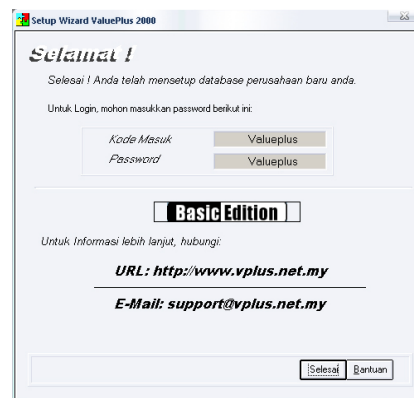 Setup Wizard ValuePlus 2000
Selamat !
Selesai ! Anda telah mensetup database perusahaan baru anda.
Untuk Login, mohon masukkan password berikut ini:
Kode Masuk Valueplus
Password Valueplus
Basic Edition
Untuk Informasi lebih lanjut, hubungi:
URL: http://www.vplus.net.my
E-Mail: support@vplus.net.my
Selesai Bantuan